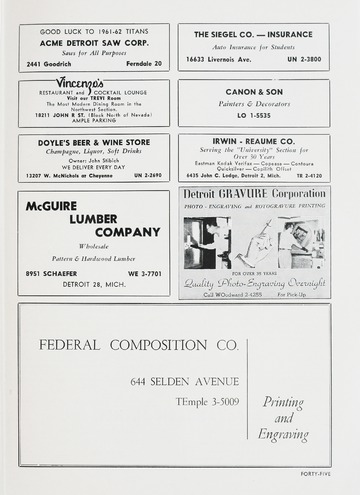 GOOD LUCK TO 1961-62 TITANS
ACME DETROIT SAW CORP.
Saws for All Purposes
2441 Goodrich Ferndale 20
THE SIEGEL CO. — INSURANCE
Auto Insurance for Students
16633 Livernois Ave. UN 2-3800
Vincenzo's
RESTAURANT and COCKTAIL LOUNGE
Visit our TREVI Room
The Most Modern Dining Room in the
Northwest Section.
18211 JOHN R ST. (Block North of Nevada)
AMPLE PARKING
CANON & SON
Painters & Decorators
LO 1-5535
DOYLE'S BEER & WINE STORE
Champagne, Liquor, Soft Drinks
Owner: John Stibich
WE DELIVER EVERY DAY
13207 W. McNichols at Cheyenne UN 2-2690
IRWIN - REAUME CO.
Serving the "University" Section for
Over 30 Years
Eastman Kodak Verifax — Copease — Contoura
Quicksilver — Copilith Offset
6435 John C. Lodge, Detroit 2, Mich. TR 2-4120
McGUIRE
LUMBER
COMPANY
Wholesale
Pattern & Hardwood Lumber
8951 SCHAEFER WE 3-7701
DETROIT 28, MICH.
Detroit GRAVURE Corporation
PHOTO - ENGRAVING and ROTOGRAVURE PRINTING
FOR OVER 35 YEARS
Quality Photo-Engraving Overnight
Call WOodward 3-4255 for Pick-Up
FEDERAL COMPOSITION CO.
644 SELDEN AVENUE
TEmple 3-5009
Printing
and
Engraving
FORTY-FIVE